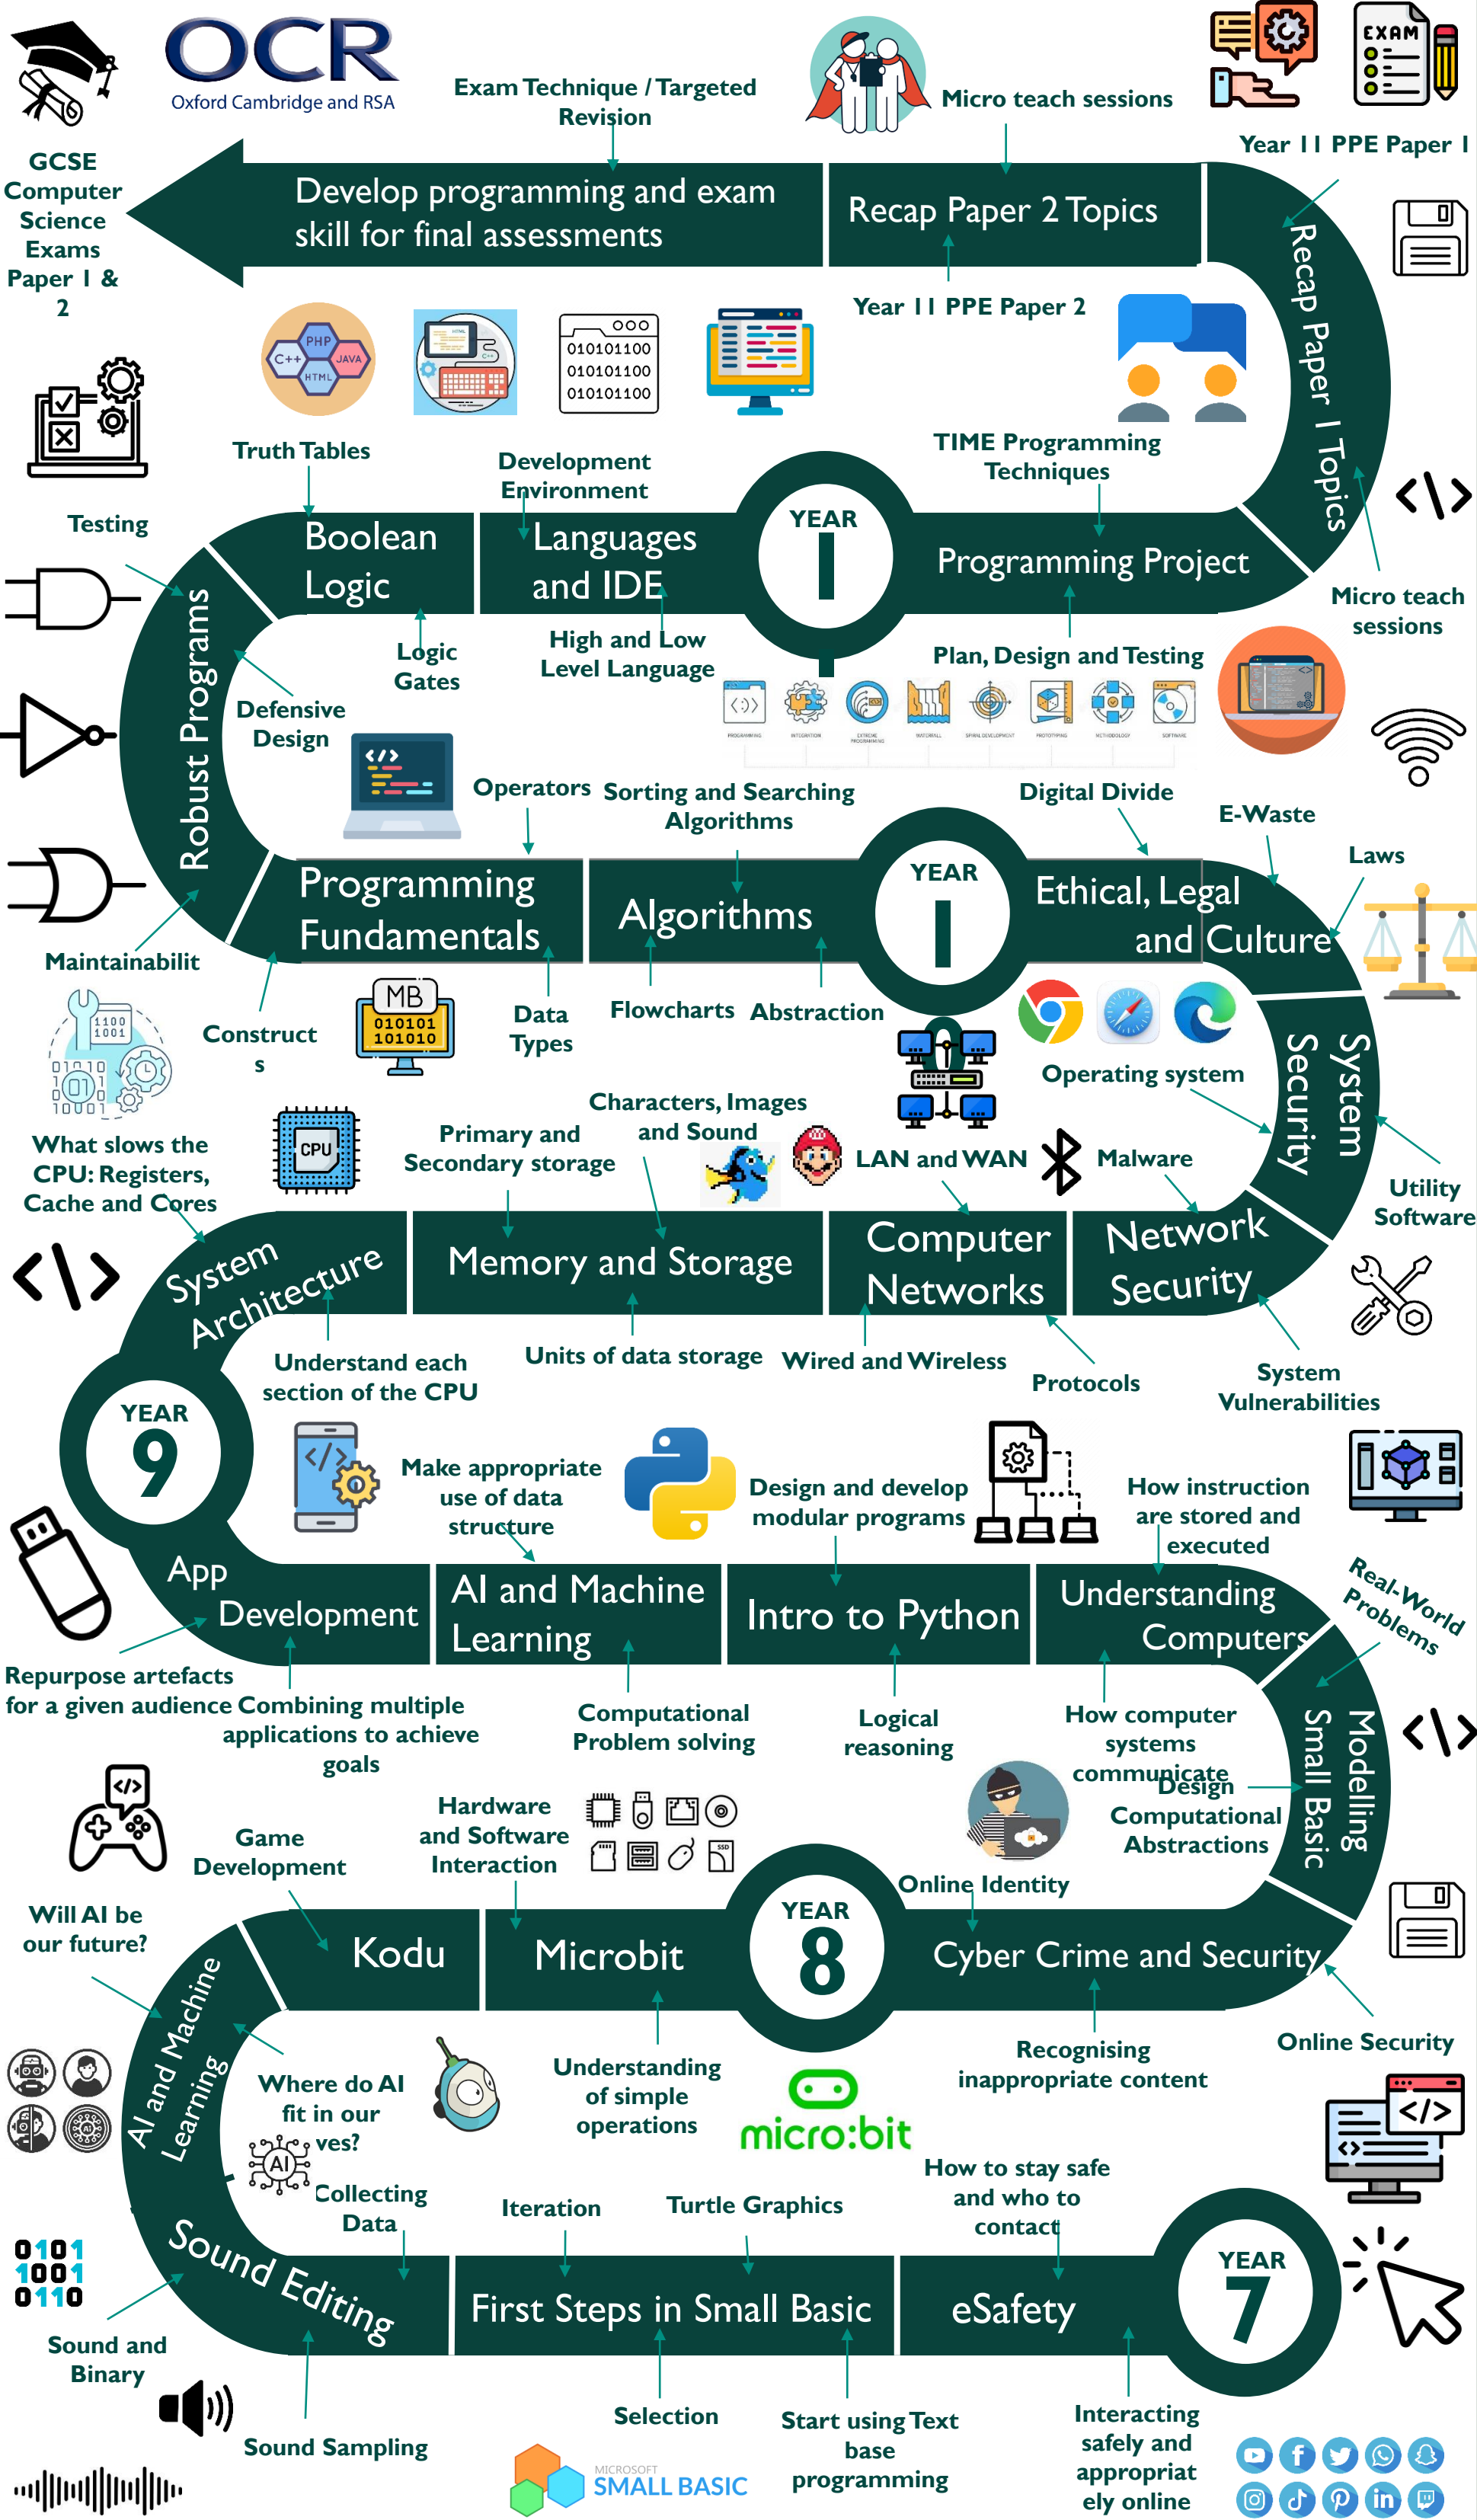 OCR
Oxford Cambridge and RSA
EXAM
Exam Technique / Targeted
Revision
Micro teach sessions
Year 11 PPE Paper 1
GCSE
Computer
Science
Exams
Paper 1 &
2
Develop programming and exam
skill for final assessments
Recap Paper 2 Topics
Recap Paper 1 Topics
Year 11 PPE Paper 2
PHP
C++
JAVA
HTML
HTML
C++
010101100
010101100
010101100
Truth Tables
Development
Environment
TIME Programming
Techniques
Testing
Boolean
Logic
Languages
and IDE
YEAR
1
Programming Project
Micro teach
sessions
Robust Programs
Logic
Gates
High and Low
Level Language
Plan, Design and Testing
PROGRAMMING
INTEGRATION
EXTREME
PROGRAMMING
WATERFALL
SPIRAL DEVELOPMENT
PROTOTYPING
METHODOLOGY
SOFTWARE
Defensive
Design
</>
Operators
Sorting and Searching
Algorithms
Digital Divide
E-Waste
Laws
Programming
Fundamentals
Algorithms
YEAR
1
Ethical, Legal
and Culture
Maintainabilit
Construct
s
MB
010101
101010
Data
Types
Flowcharts
Abstraction
0
1100
1001
Operating system
System
Security
What slows the
CPU: Registers,
Cache and Cores
CPU
Primary and
Secondary storage
Characters, Images
and Sound
LAN and WAN
Malware
Utility
Software
System
Architecture
Memory and Storage
Computer
Networks
Network
Security
<\>
Understand each
section of the CPU
Units of data storage
Wired and Wireless
Protocols
System
Vulnerabilities
YEAR
9
</>
Make appropriate
use of data
structure
Design and develop
modular programs
How instruction
are stored and
executed
Real-World
Problems
App
Development
AI and Machine
Learning
Intro to Python
Understanding
Computers
Repurpose artefacts
for a given audience
Combining multiple
applications to achieve
goals
Computational
Problem solving
Logical
reasoning
How computer
systems
communicate
Modelling
Small Basic
<\>
Design
Computational
Abstractions
</>
Game
Development
Hardware
and Software
Interaction
SSD
Online Identity
Will AI be
our future?
Kodu
Microbit
YEAR
8
Cyber Crime and Security
AI and Machine
Learning
Where do AI
fit in our
ves?
AI
Understanding
of simple
operations
micro:bit
Recognising
inappropriate content
Online Security
</>
Collecting
Data
Iteration
Turtle Graphics
How to stay safe
and who to
contact
0101
1001
0110
Sound Editing
First Steps in Small Basic
eSafety
YEAR
7
Sound and
Binary
Sound Sampling
Selection
Start using Text
base
programming
Interacting
safely and
appropriat
ely online
MICROSOFT
SMALL BASIC